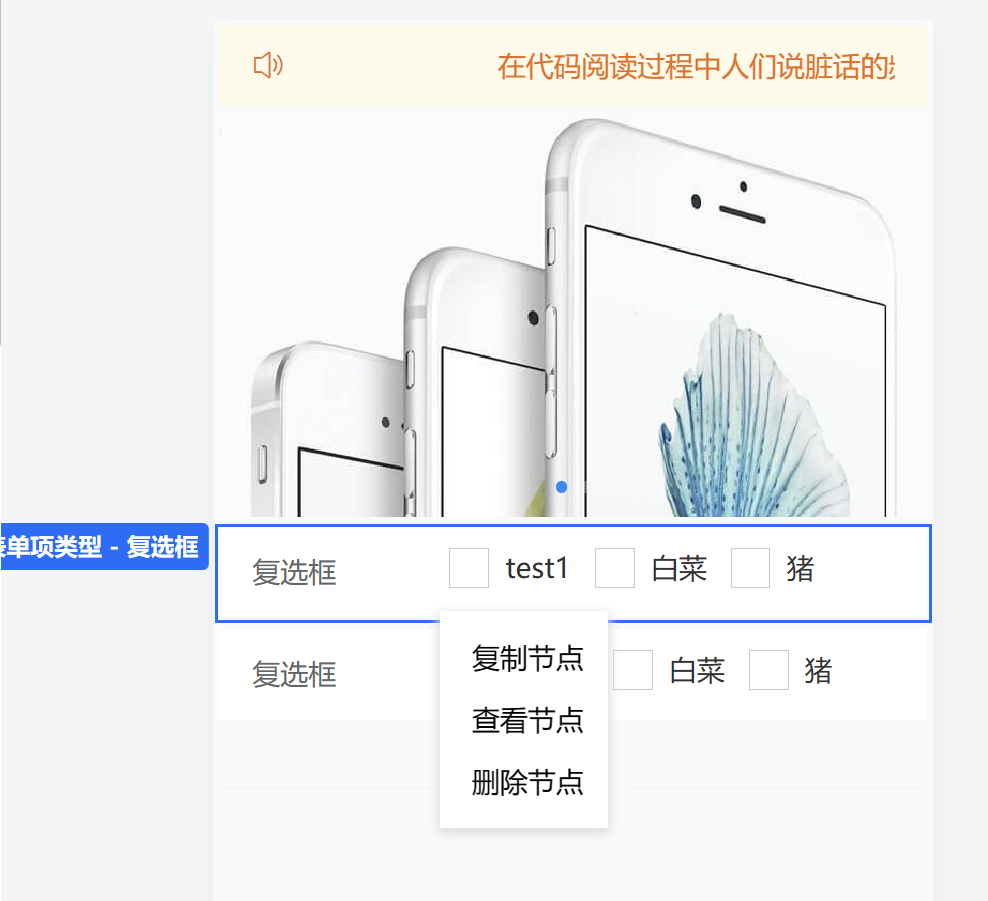 在代码阅读过程中人们说脏话的
单项类型 - 复选框
复选框 test1 白菜 猪
复选框 白菜 猪
复制节点
查看节点
删除节点